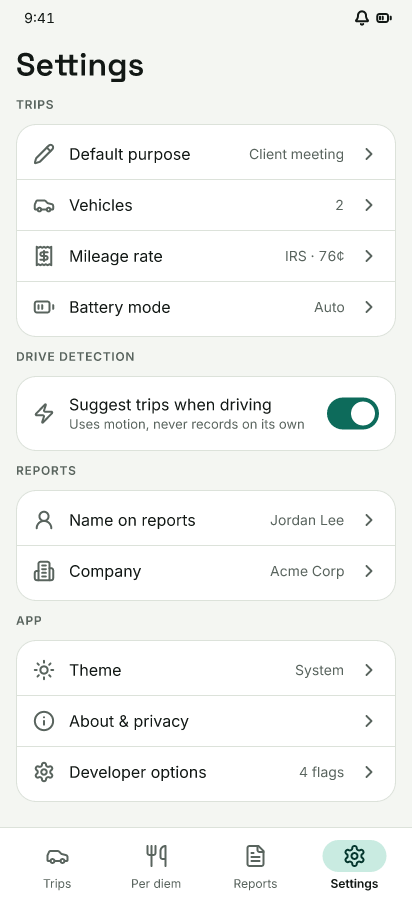 9:41
Settings
TRIPS
Default purpose Client meeting
Vehicles 2
Mileage rate IRS · 76¢
Battery mode Auto
DRIVE DETECTION
Suggest trips when driving
Uses motion, never records on its own
REPORTS
Name on reports Jordan Lee
Company Acme Corp
APP
Theme System
About & privacy
Developer options 4 flags
Trips Per diem Reports Settings